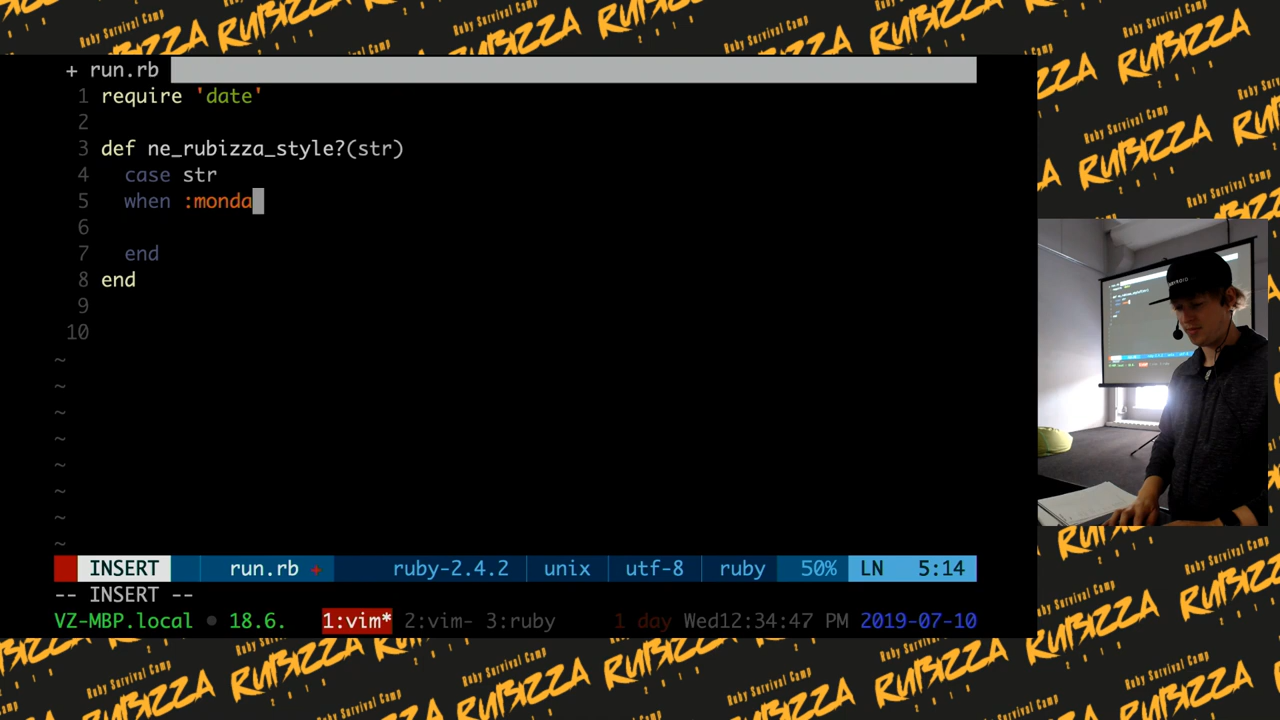 Ruby Survival Camp
RUBIZZA
2019
+ run.rb
1 require 'date'
2
3 def ne_rubizza_style?(str)
4 case str
5 when :monda
6
7 end
8 end
9
10
~
~
~
~
~
~
~
~
INSERT run.rb + ruby-2.4.2 unix utf-8 ruby 50% LN 5:14
-- INSERT --
VZ-MBP.local ● 18.6. 1:vim* 2:vim- 3:ruby 1 day Wed12:34:47 PM 2019-07-10